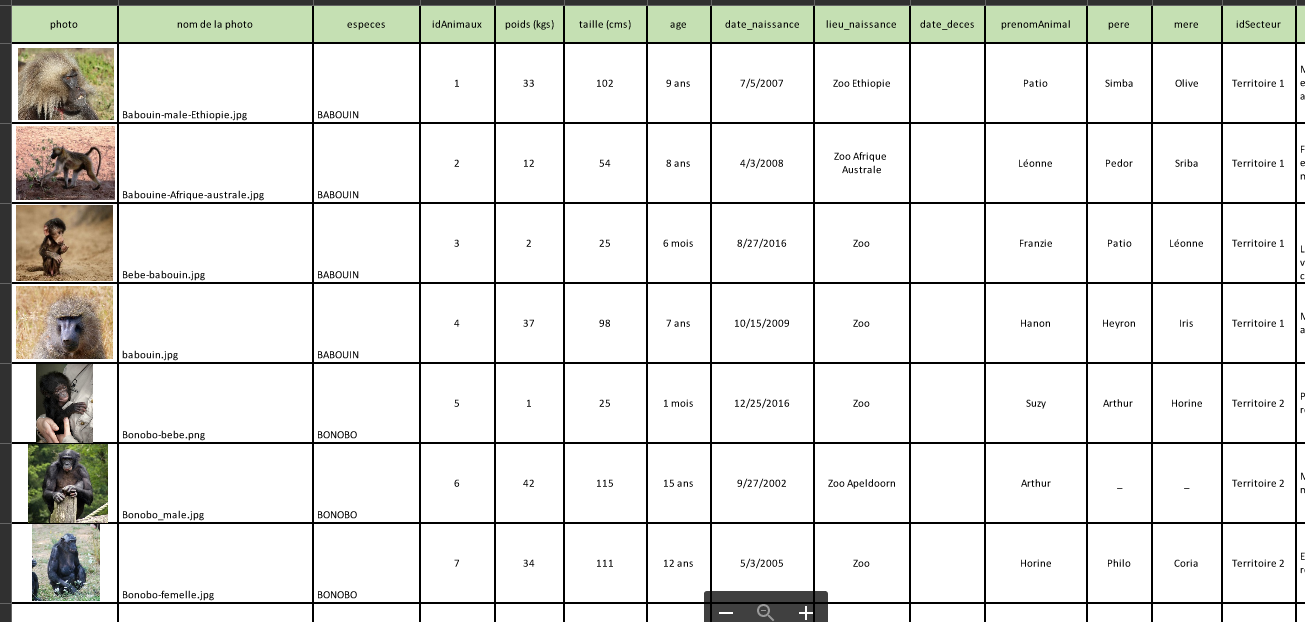 photo nom de la photo especes idAnimaux poids (kgs) taille (cms) age date_naissance lieu_naissance date_deces prenomAnimal pere mere idSecteur
Babouin-male-Ethiopie.jpg BABOUIN 1 33 102 9 ans 7/5/2007 Zoo Ethiopie Patio Simba Olive Territoire 1
Babouine-Afrique-australe.jpg BABOUIN 2 12 54 8 ans 4/3/2008 Zoo Afrique Australe Léonne Pedor Sriba Territoire 1
Bebe-babouin.jpg BABOUIN 3 2 25 6 mois 8/27/2016 Zoo Franzie Patio Léonne Territoire 1
babouin.jpg BABOUIN 4 37 98 7 ans 10/15/2009 Zoo Hanon Heyron Iris Territoire 1
Bonobo-bebe.png BONOBO 5 1 25 1 mois 12/25/2016 Zoo Suzy Arthur Horine Territoire 2
Bonobo_male.jpg BONOBO 6 42 115 15 ans 9/27/2002 Zoo Apeldoorn Arthur _ _ Territoire 2
Bonobo-femelle.jpg BONOBO 7 34 111 12 ans 5/3/2005 Zoo Horine Philo Coria Territoire 2